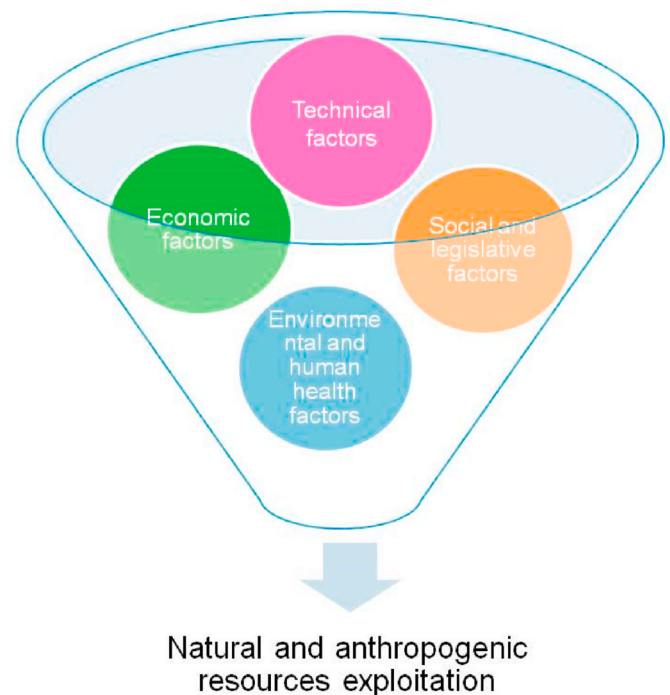 Technical
factors
Economic
factors
Social and
legislative
factors
Environme
ntal and
human
health
factors
Natural and anthropogenic
resources exploitation